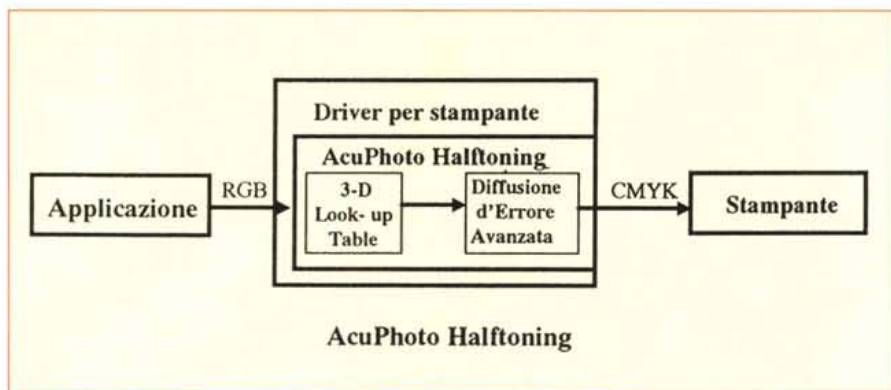 Driver per stampante
AcuPhoto Halftoning
Applicazione
RGB
3-D
Look- up
Table
Diffusione
d'Errore
Avanzata
CMYK
Stampante
AcuPhoto Halftoning